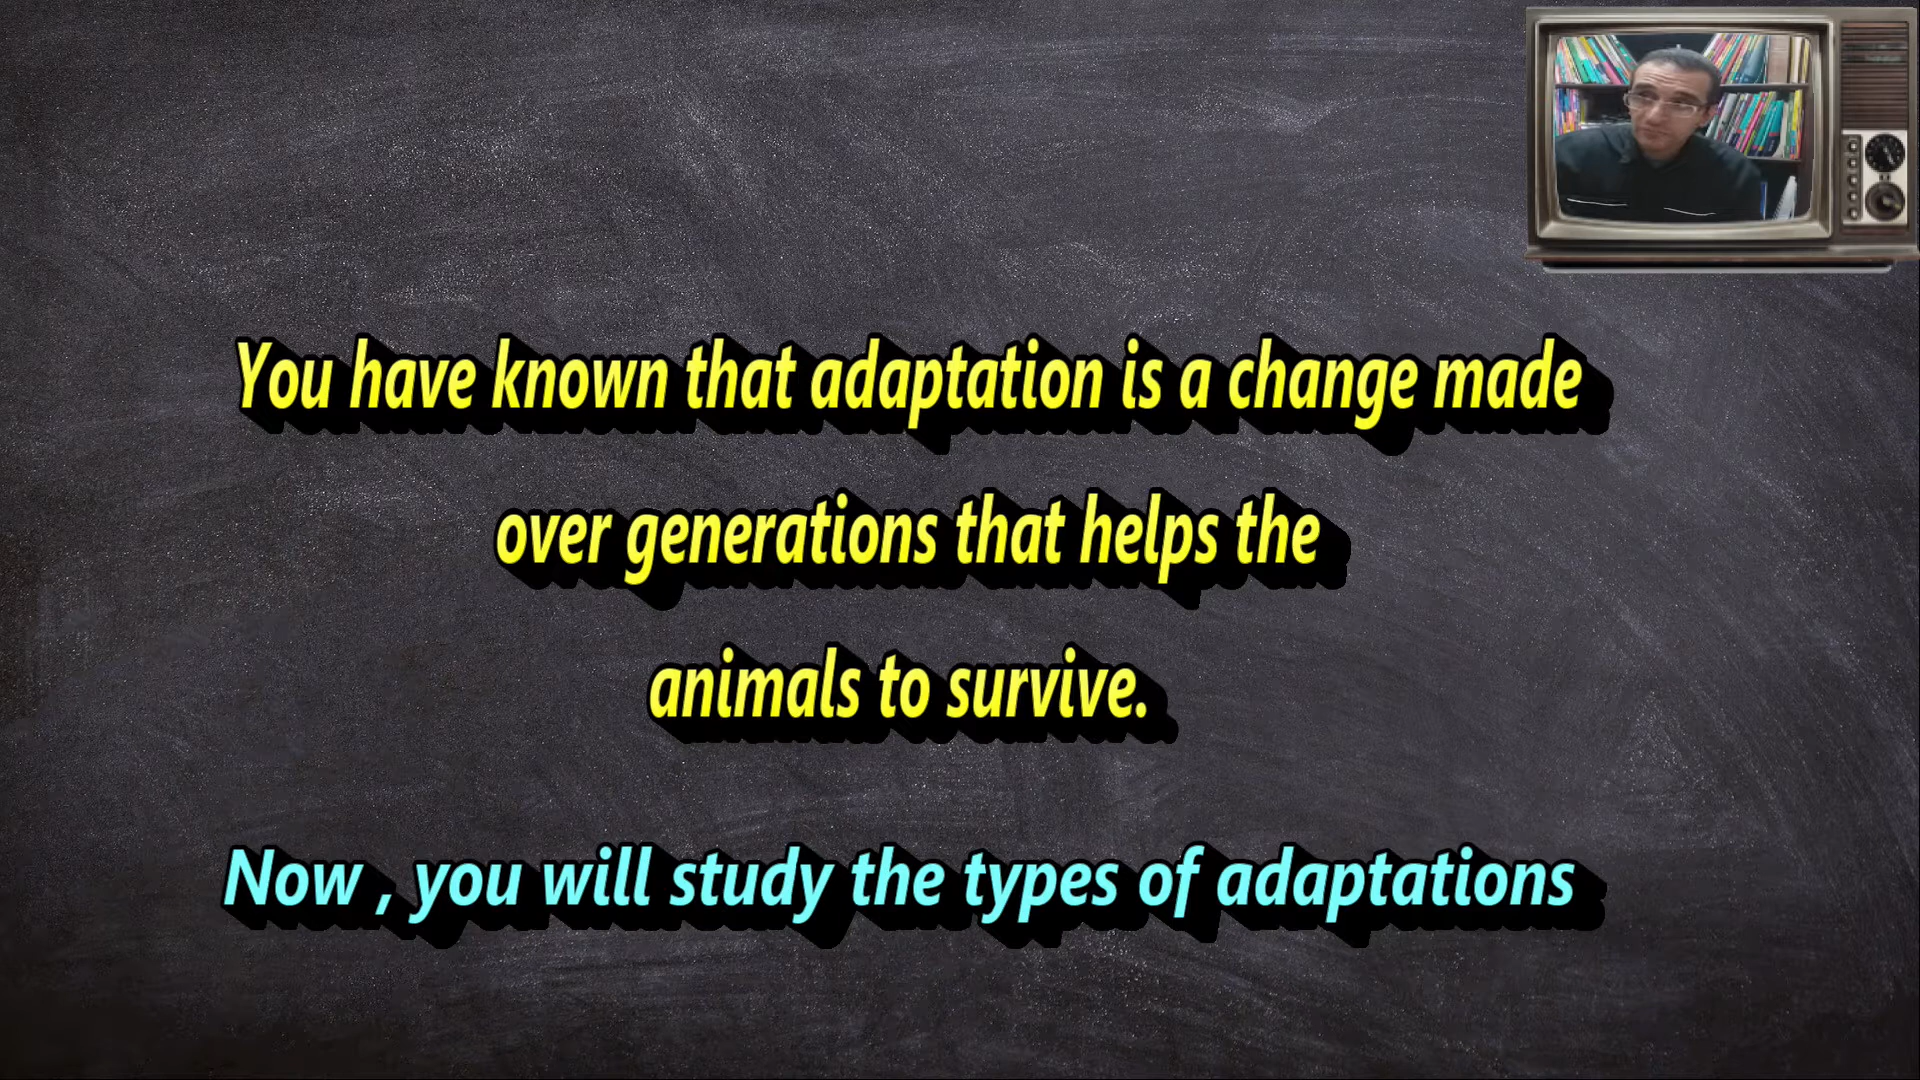 You have known that adaptation is a change made
over generations that helps the
animals to survive.
Now , you will study the types of adaptations